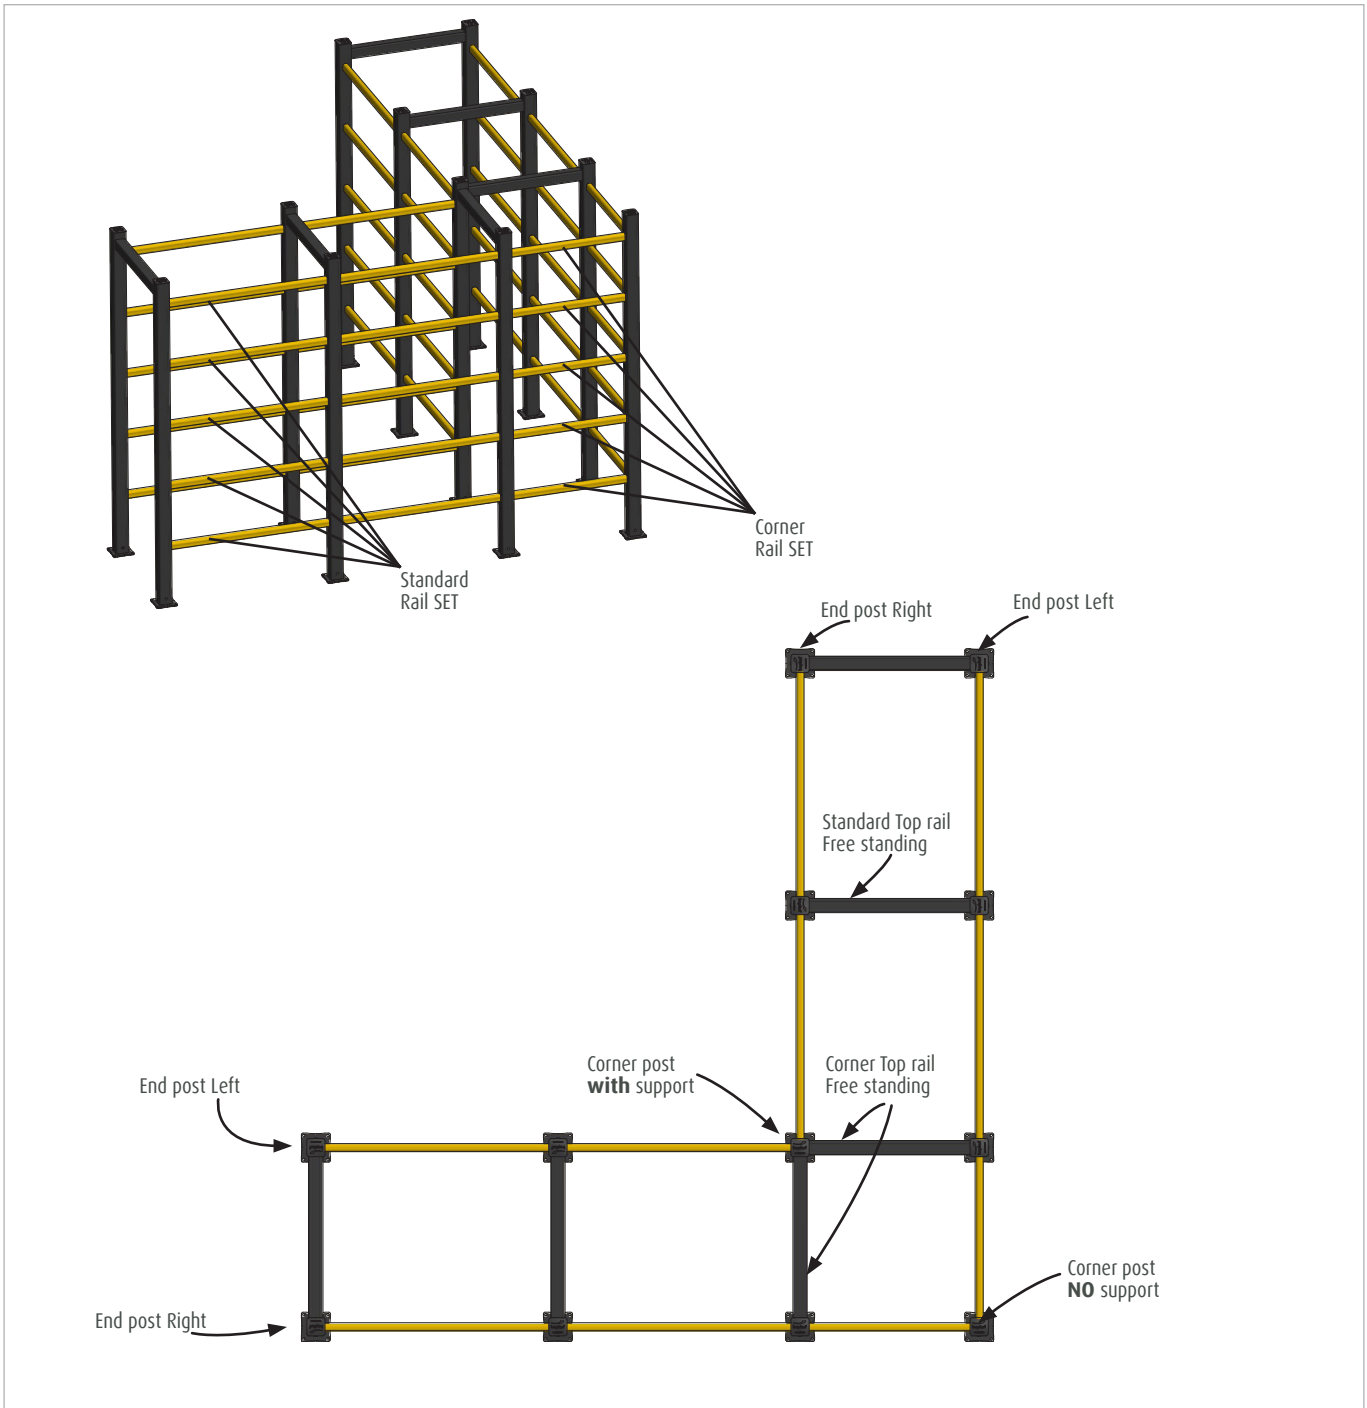 Corner
Rail SET
Standard
Rail SET
End post Right
End post Left
Standard Top rail
Free standing
Corner post
with support
Corner Top rail
Free standing
End post Left
Corner post
NO support
End post Right